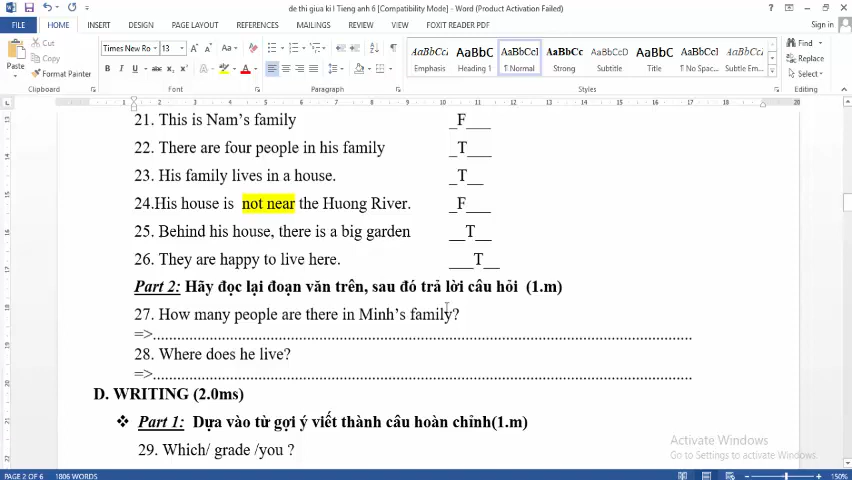 de thi giua ki I Tieng anh 6 [Compatibility Mode] - Word (Product Activation Failed)
FILE HOME INSERT DESIGN PAGE LAYOUT REFERENCES MAILINGS REVIEW VIEW FOXIT READER PDF Sign in
Paste Cut Copy Format Painter
Times New Ro 13
AaBbCcI AaBbC AaBbCcI AaBbCc AaBbCcD AaBbC AaBbCcI AaBbCcI
Emphasis Heading 1 ¶ Normal Strong Subtitle Title ¶ No Spac... Subtle Em...
Find Replace Select
Clipboard Font Paragraph Styles Editing
21. This is Nam's family _F___
22. There are four people in his family _T___
23. His family lives in a house. _T__
24.His house is not near the Huong River. _F___
25. Behind his house, there is a big garden __T__
26. They are happy to live here. ___T__
Part 2: Hãy đọc lại đoạn văn trên, sau đó trả lời câu hỏi (1.m)
27. How many people are there in Minh's family?
=>............................................................
28. Where does he live?
=>............................................................
D. WRITING (2.0ms)
❖ Part 1: Dựa vào từ gợi ý viết thành câu hoàn chỉnh(1.m)
29. Which/ grade /you ?
Activate Windows
Go to Settings to activate Windows.
PAGE 2 OF 6 1806 WORDS 150%